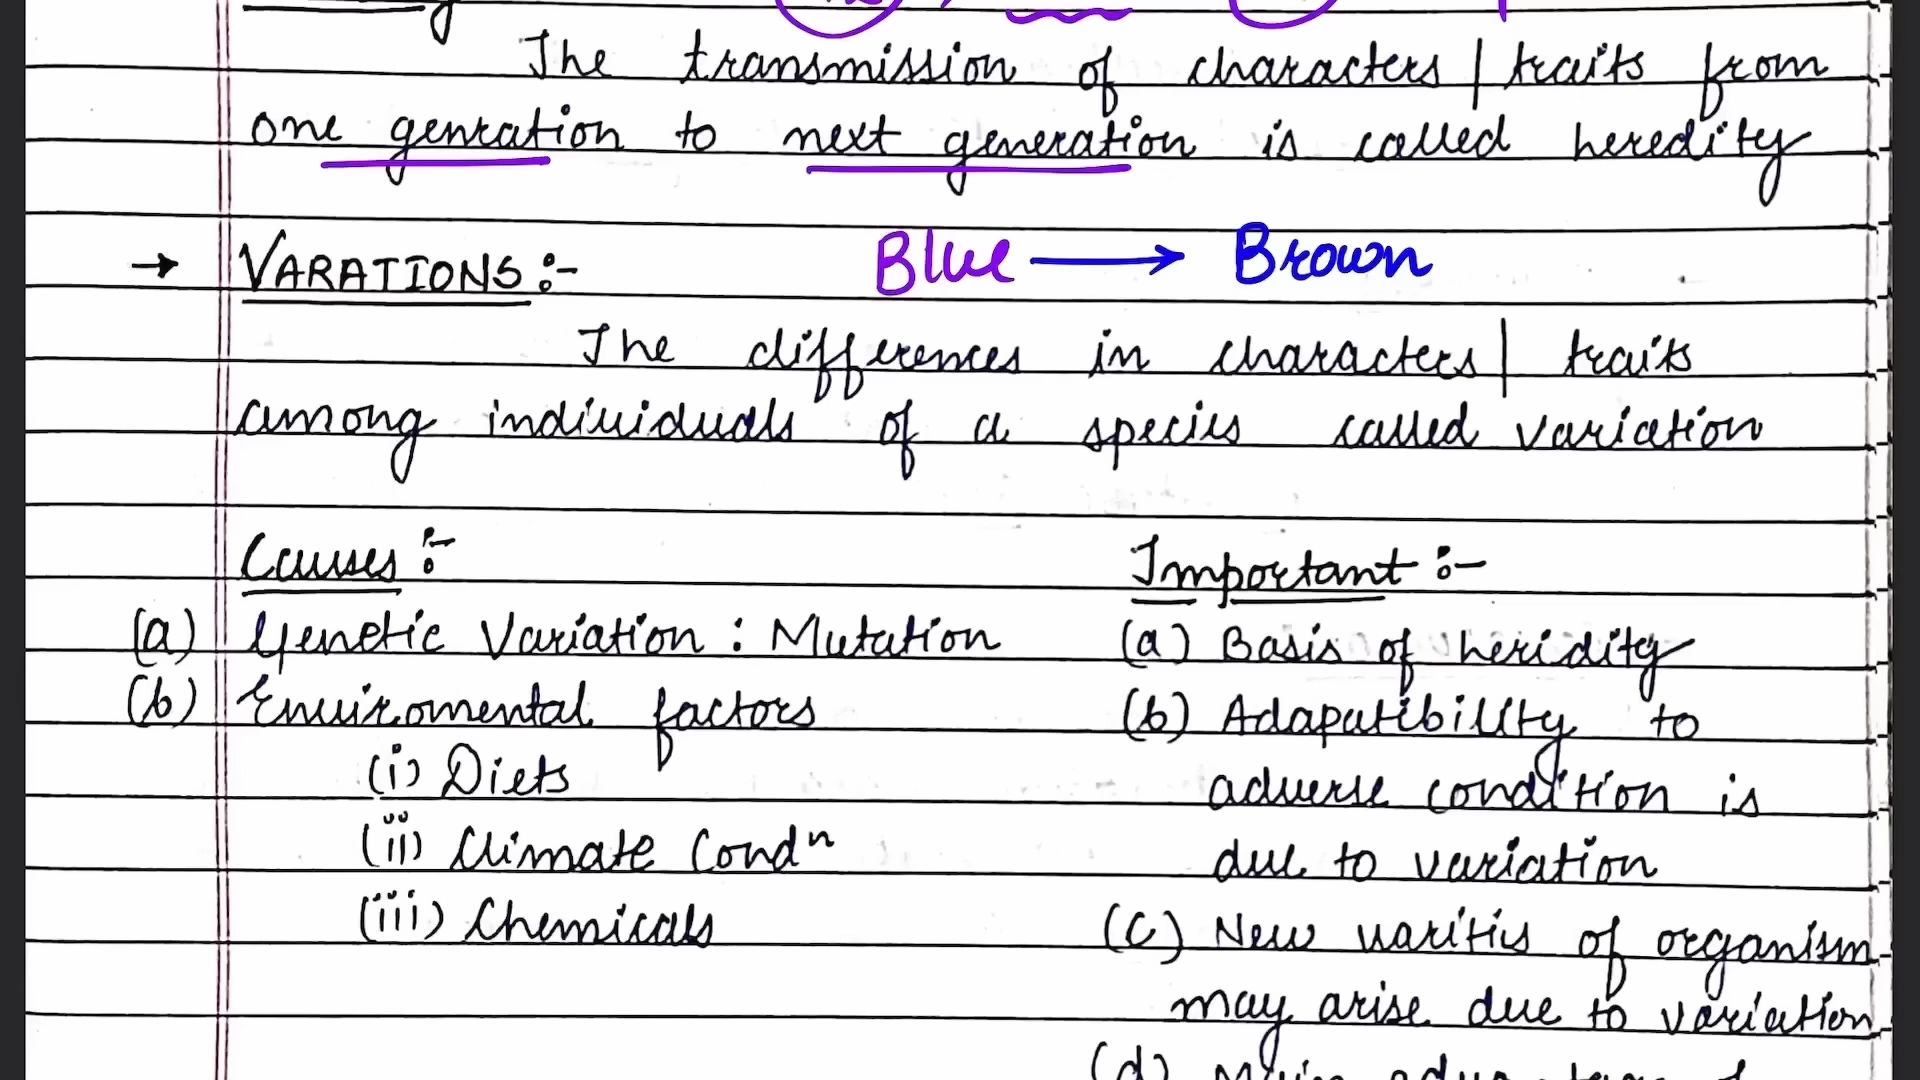 The transmission of characters | traits from
one genration to next generation is called heredity
→ VARATIONS :-
Blue → Brown
The differences in characters | traits
among individuals of a species called variation
Causes :-
(a) Genetic Variation : Mutation
(b) Enviromental factors
(i) Diets
(ii) Climate Condⁿ
(iii) Chemicals
Important :-
(a) Basis of heridity
(b) Adaputibility to
adverse condition is
due to variation
(c) New varitis of organism
may arise due to variation
(d)